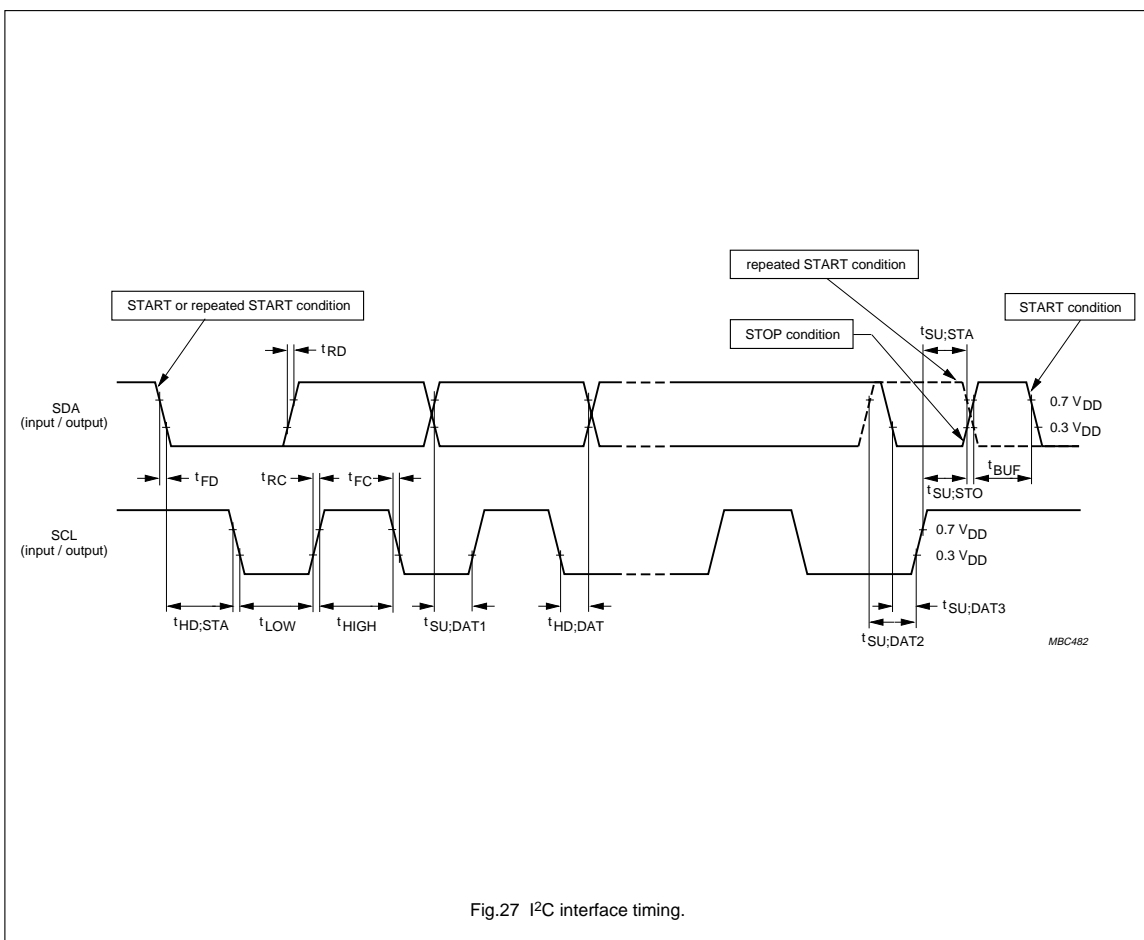 repeated START condition
START or repeated START condition
START condition
STOP condition
tSU;STA
tRD
SDA
(input / output)
0.7 VDD
0.3 VDD
tFD
tRC
tFC
tBUF
tSU;STO
SCL
(input / output)
0.7 VDD
0.3 VDD
tHD;STA
tLOW
tHIGH
tSU;DAT1
tHD;DAT
tSU;DAT3
tSU;DAT2
MBC482
Fig.27 I²C interface timing.